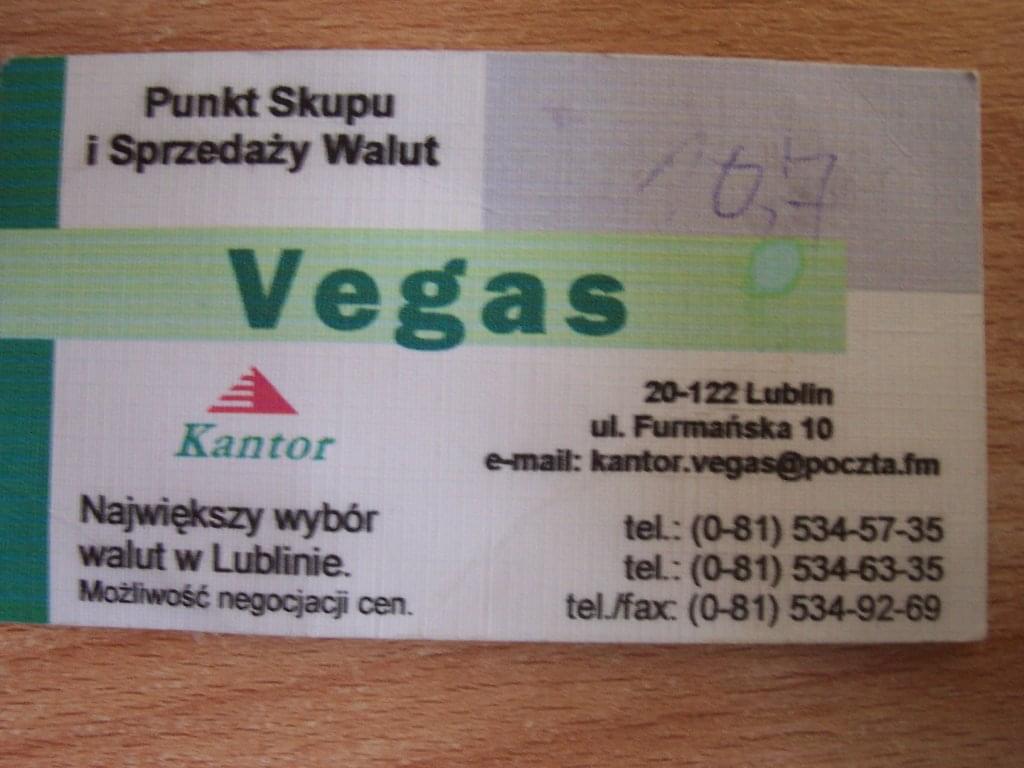 Punkt Skupu
i Sprzedaży Walut
0,7
Vegas
Kantor
20-122 Lublin
ul. Furmańska 10
e-mail: kantor.vegas@poczta.fm
Największy wybór
walut w Lublinie.
Możliwość negocjacji cen.
tel.: (0-81) 534-57-35
tel.: (0-81) 534-63-35
tel./fax: (0-81) 534-92-69